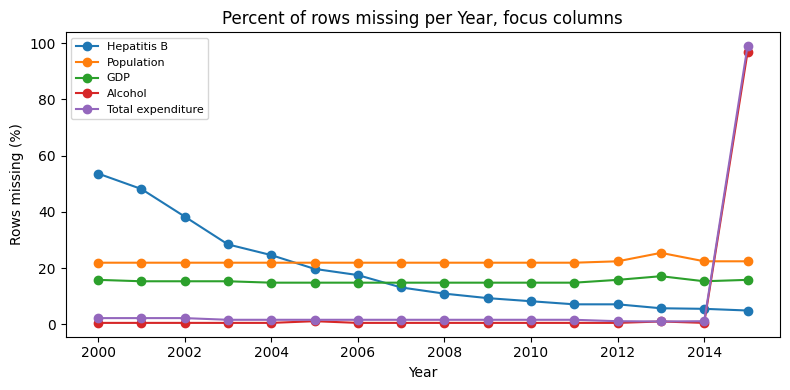 Percent of rows missing per Year, focus columns
Rows missing (%)
100
80
60
40
20
0
Hepatitis B
Population
GDP
Alcohol
Total expenditure
2000 2002 2004 2006 2008 2010 2012 2014
Year